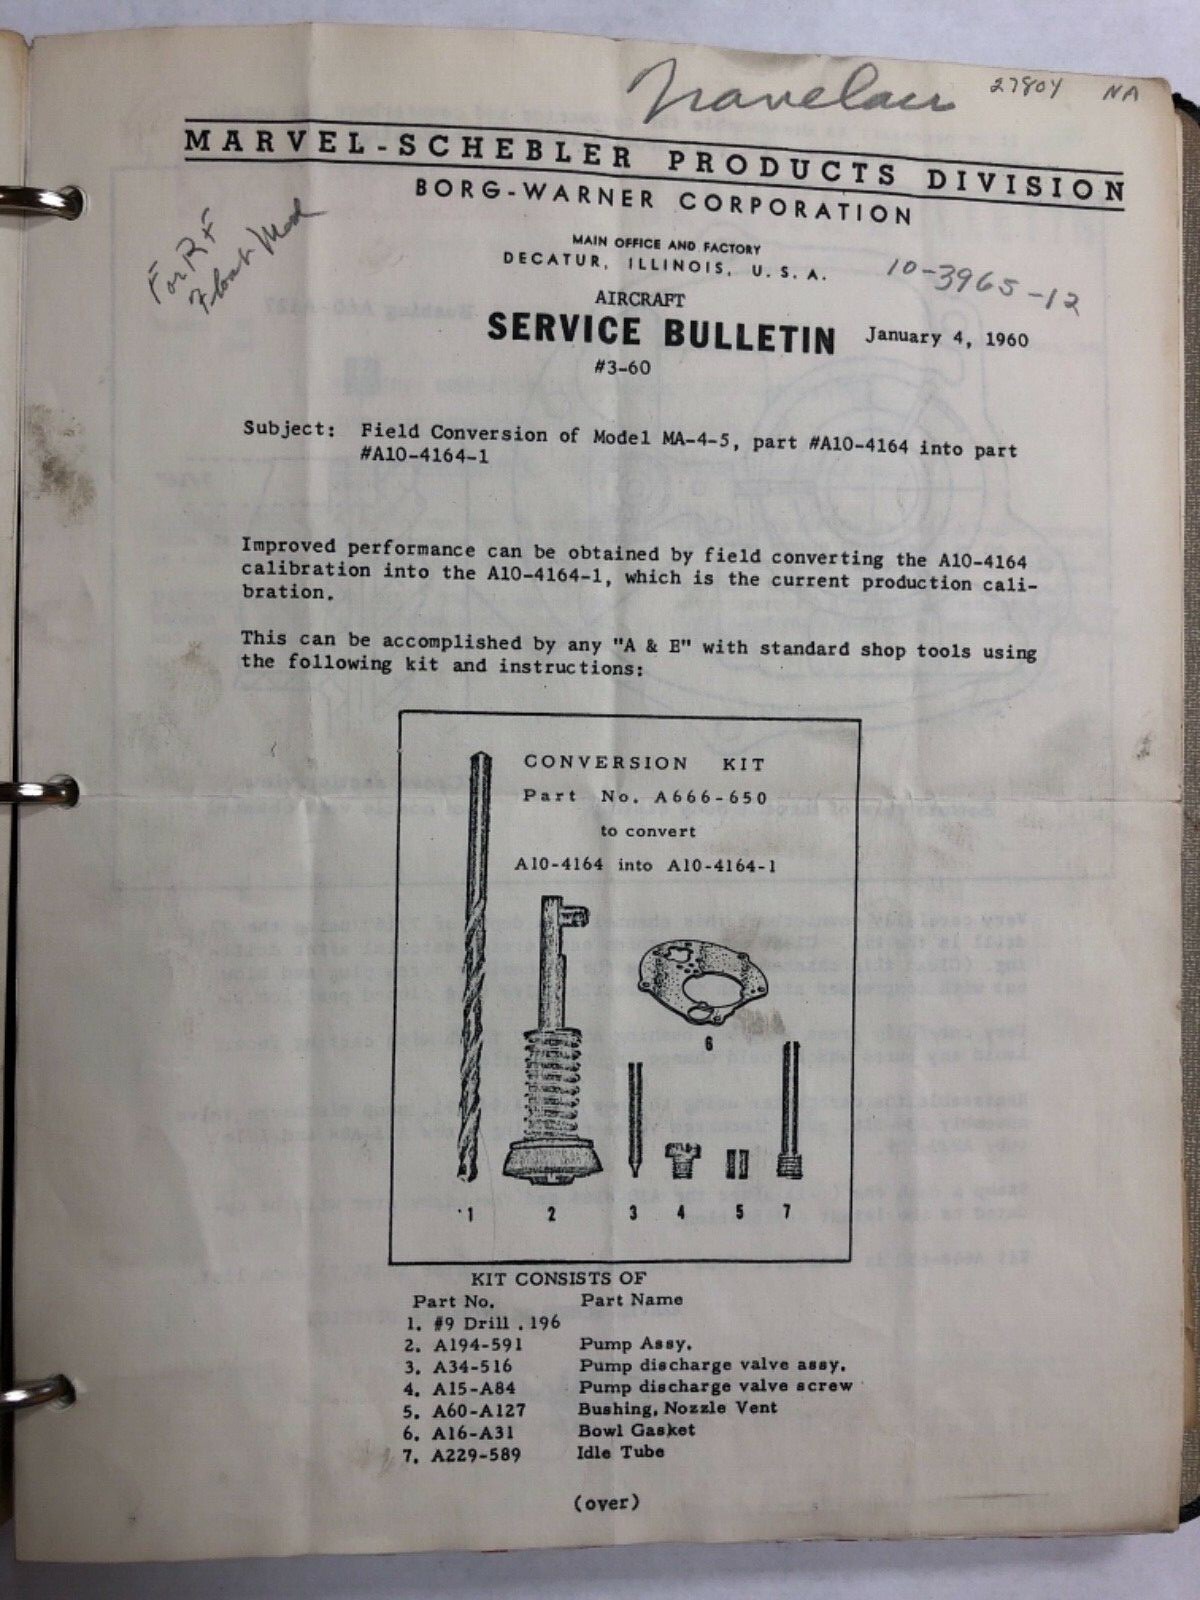 Travelair 27804 NA
MARVEL-SCHEBLER PRODUCTS DIVISION
BORG-WARNER CORPORATION
For RF
Float Mod
MAIN OFFICE AND FACTORY
DECATUR, ILLINOIS, U. S. A.
10-3965-12
AIRCRAFT
SERVICE BULLETIN January 4, 1960
#3-60
Subject: Field Conversion of Model MA-4-5, part #A10-4164 into part
#A10-4164-1
Improved performance can be obtained by field converting the A10-4164
calibration into the A10-4164-1, which is the current production cali-
bration.
This can be accomplished by any "A & E" with standard shop tools using
the following kit and instructions:
CONVERSION KIT
Part No. A666-650
to convert
A10-4164 into A10-4164-1
6
1 2 3 4 5 7
KIT CONSISTS OF
Part No. Part Name
1. #9 Drill .196
2. A194-591 Pump Assy.
3. A34-516 Pump discharge valve assy.
4. A15-A84 Pump discharge valve screw
5. A60-A127 Bushing, Nozzle Vent
6. A16-A31 Bowl Gasket
7. A229-589 Idle Tube
(over)